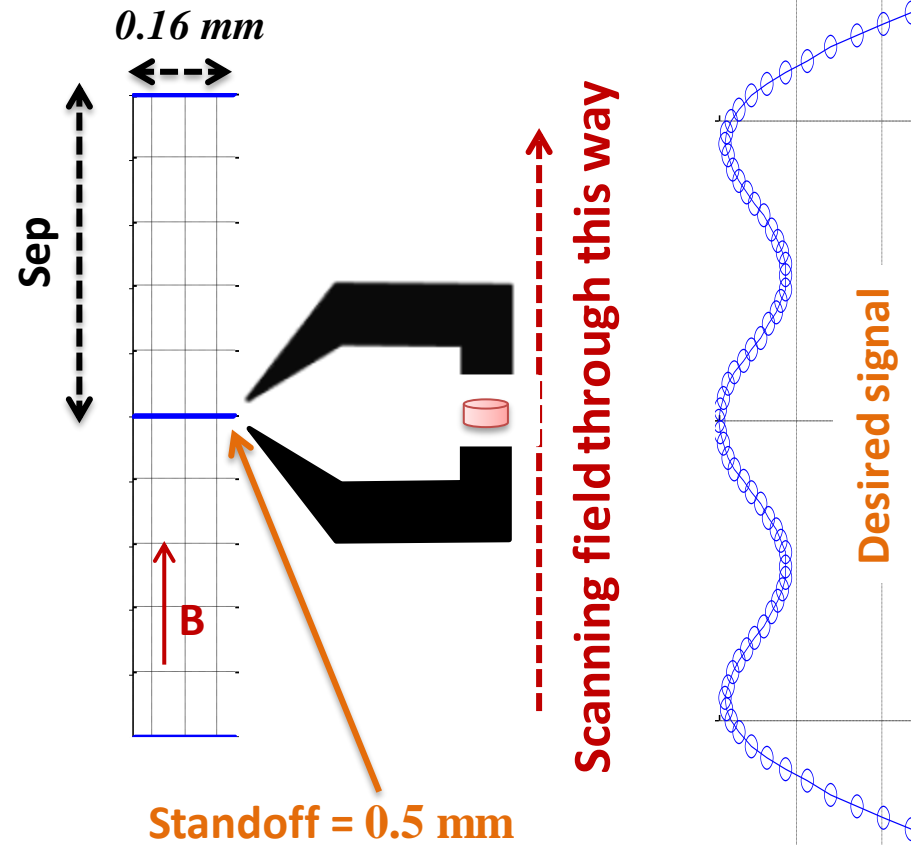 0.16 mm
Sep
B
Scanning field through this way
Desired signal
Standoff = 0.5 mm